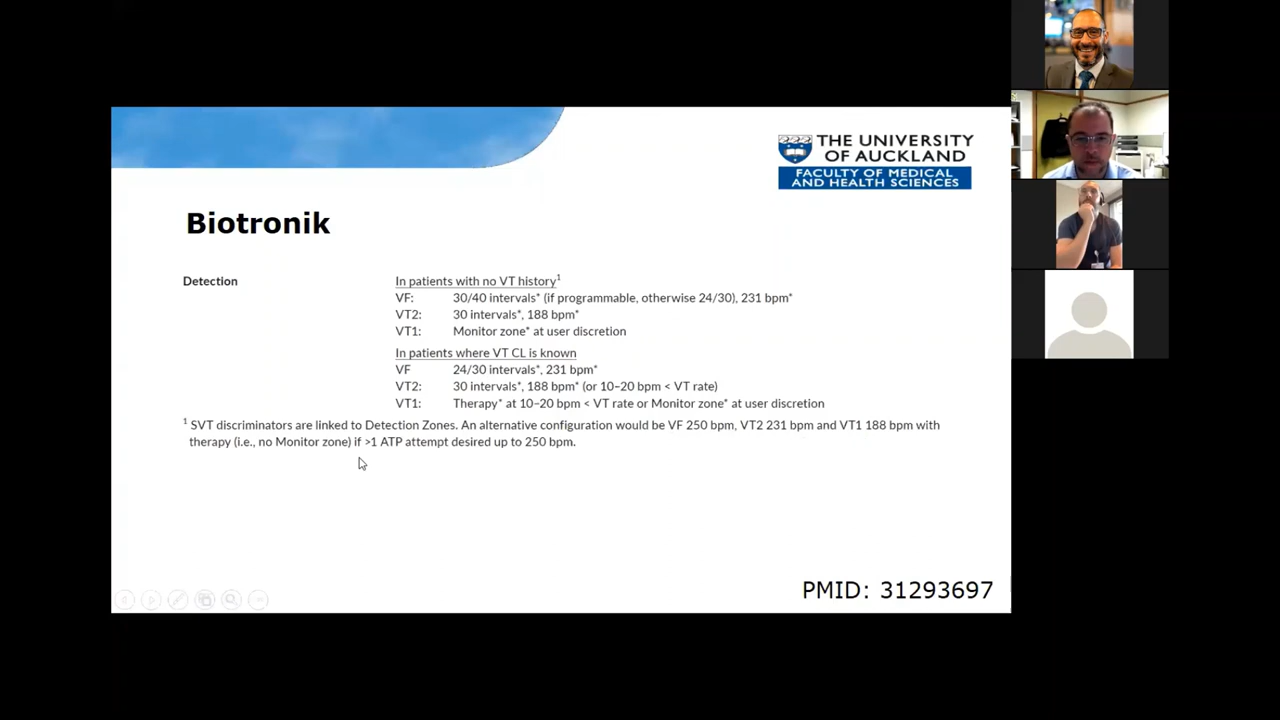 THE UNIVERSITY
OF AUCKLAND
FACULTY OF MEDICAL
AND HEALTH SCIENCES
Biotronik
Detection
In patients with no VT history1
VF: 30/40 intervals* (if programmable, otherwise 24/30), 231 bpm*
VT2: 30 intervals*, 188 bpm*
VT1: Monitor zone* at user discretion
In patients where VT CL is known
VF 24/30 intervals*, 231 bpm*
VT2: 30 intervals*, 188 bpm* (or 10–20 bpm < VT rate)
VT1: Therapy* at 10–20 bpm < VT rate or Monitor zone* at user discretion
1 SVT discriminators are linked to Detection Zones. An alternative configuration would be VF 250 bpm, VT2 231 bpm and VT1 188 bpm with
therapy (i.e., no Monitor zone) if >1 ATP attempt desired up to 250 bpm.
PMID: 31293697